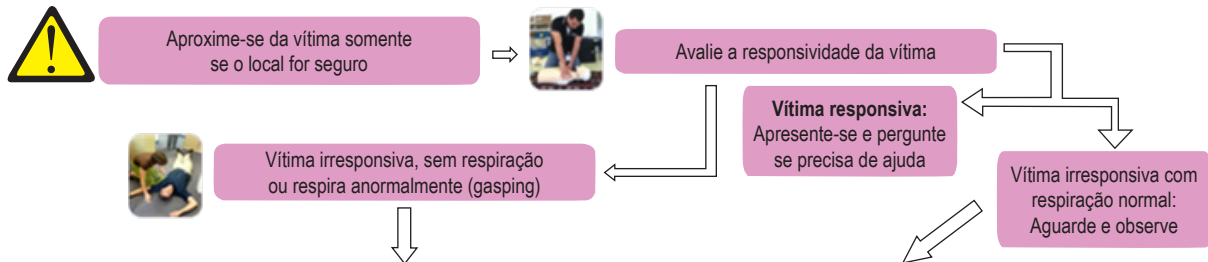 Aproxime-se da vítima somente
se o local for seguro
Avalie a responsividade da vítima
Vítima responsiva:
Apresente-se e pergunte
se precisa de ajuda
Vítima irresponsiva, sem respiração
ou respira anormalmente (gasping)
Vítima irresponsiva com
respiração normal:
Aguarde e observe